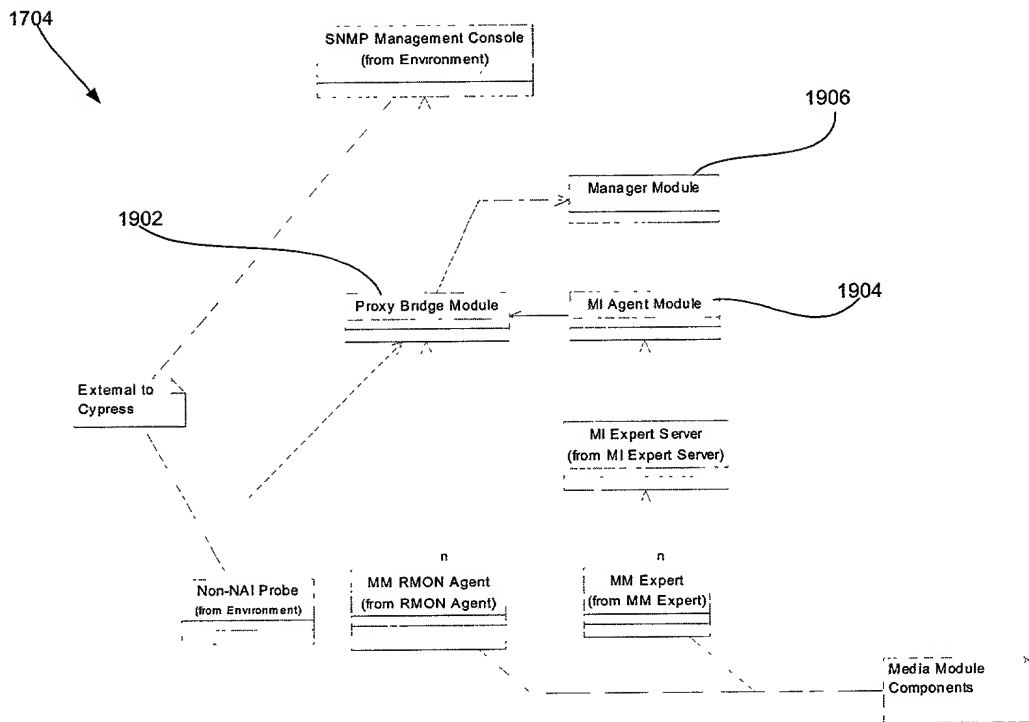 1704
SNMP Management Console
(from Environment)
1906
Manager Module
1902
Proxy Bridge Module
MI Agent Module
1904
External to
Cypress
MI Expert Server
(from MI Expert Server)
n
n
Non-NAI Probe
(from Environment)
MM RMON Agent
(from RMON Agent)
MM Expert
(from MM Expert)
Media Module
Components